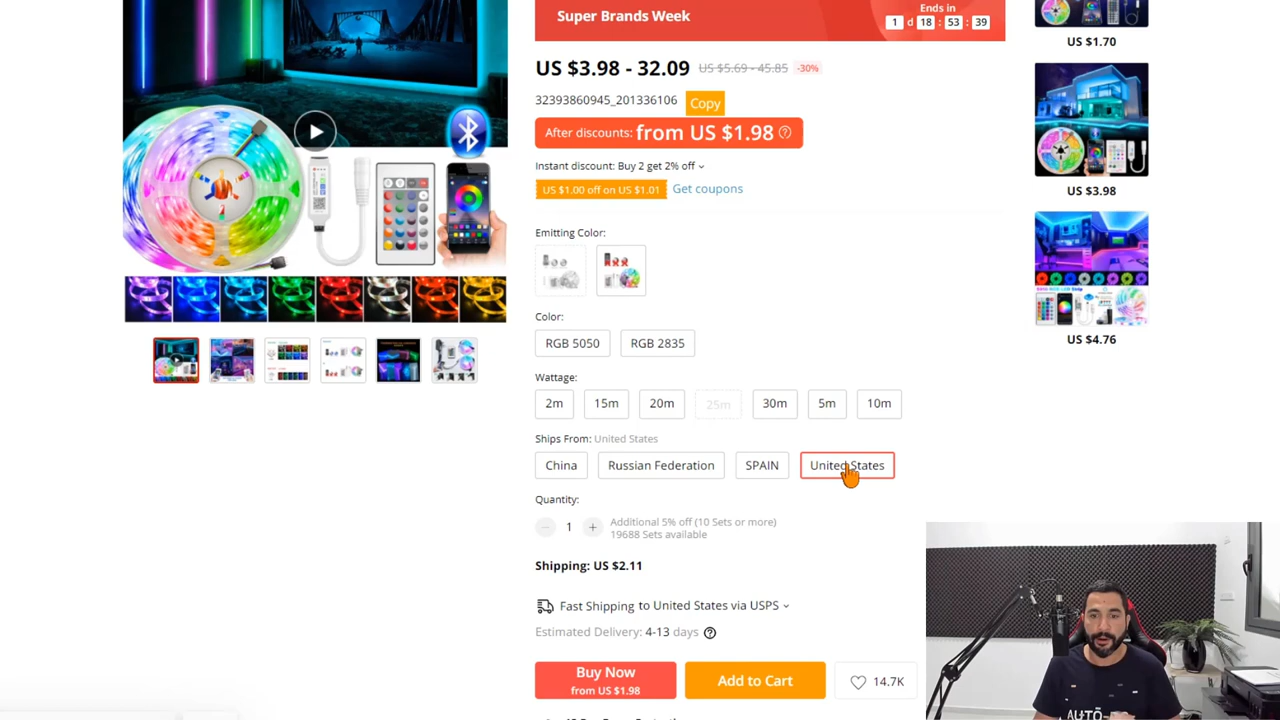 Super Brands Week
Ends in
1 d 18 : 53 : 39
US $3.98 - 32.09 US $5.69 - 45.85 -30%
32393860945_201336106 Copy
After discounts: from US $1.98 ?
Instant discount: Buy 2 get 2% off
US $1.00 off on US $1.01 Get coupons
Emitting Color:
Color:
RGB 5050 RGB 2835
Wattage:
2m 15m 20m 25m 30m 5m 10m
Ships From: United States
China Russian Federation SPAIN United States
Quantity:
− 1 + Additional 5% off (10 Sets or more)
19688 Sets available
Shipping: US $2.11
Fast Shipping to United States via USPS
Estimated Delivery: 4-13 days ?
Buy Now
from US $1.98
Add to Cart
14.7K
US $1.70
US $3.98
US $4.76
AUTO-